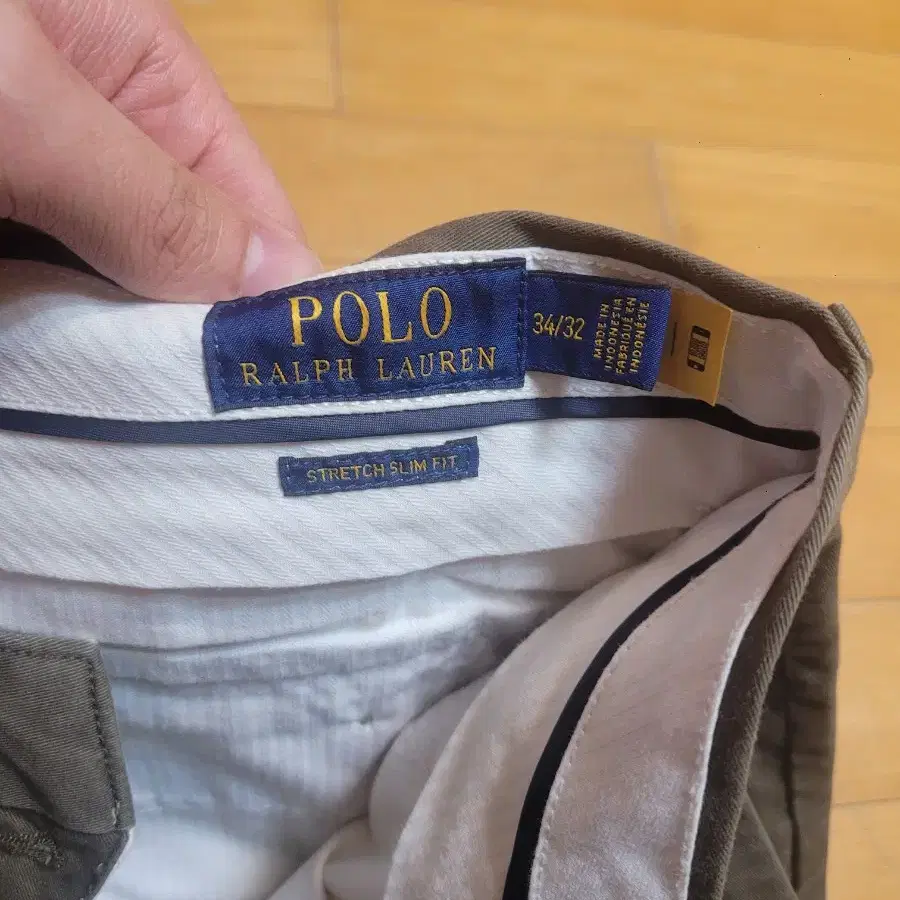 POLO
RALPH LAUREN
34/32
MADE IN
INDONESIA
FABRIQUÉ EN
INDONÉSIE
STRETCH SLIM FIT